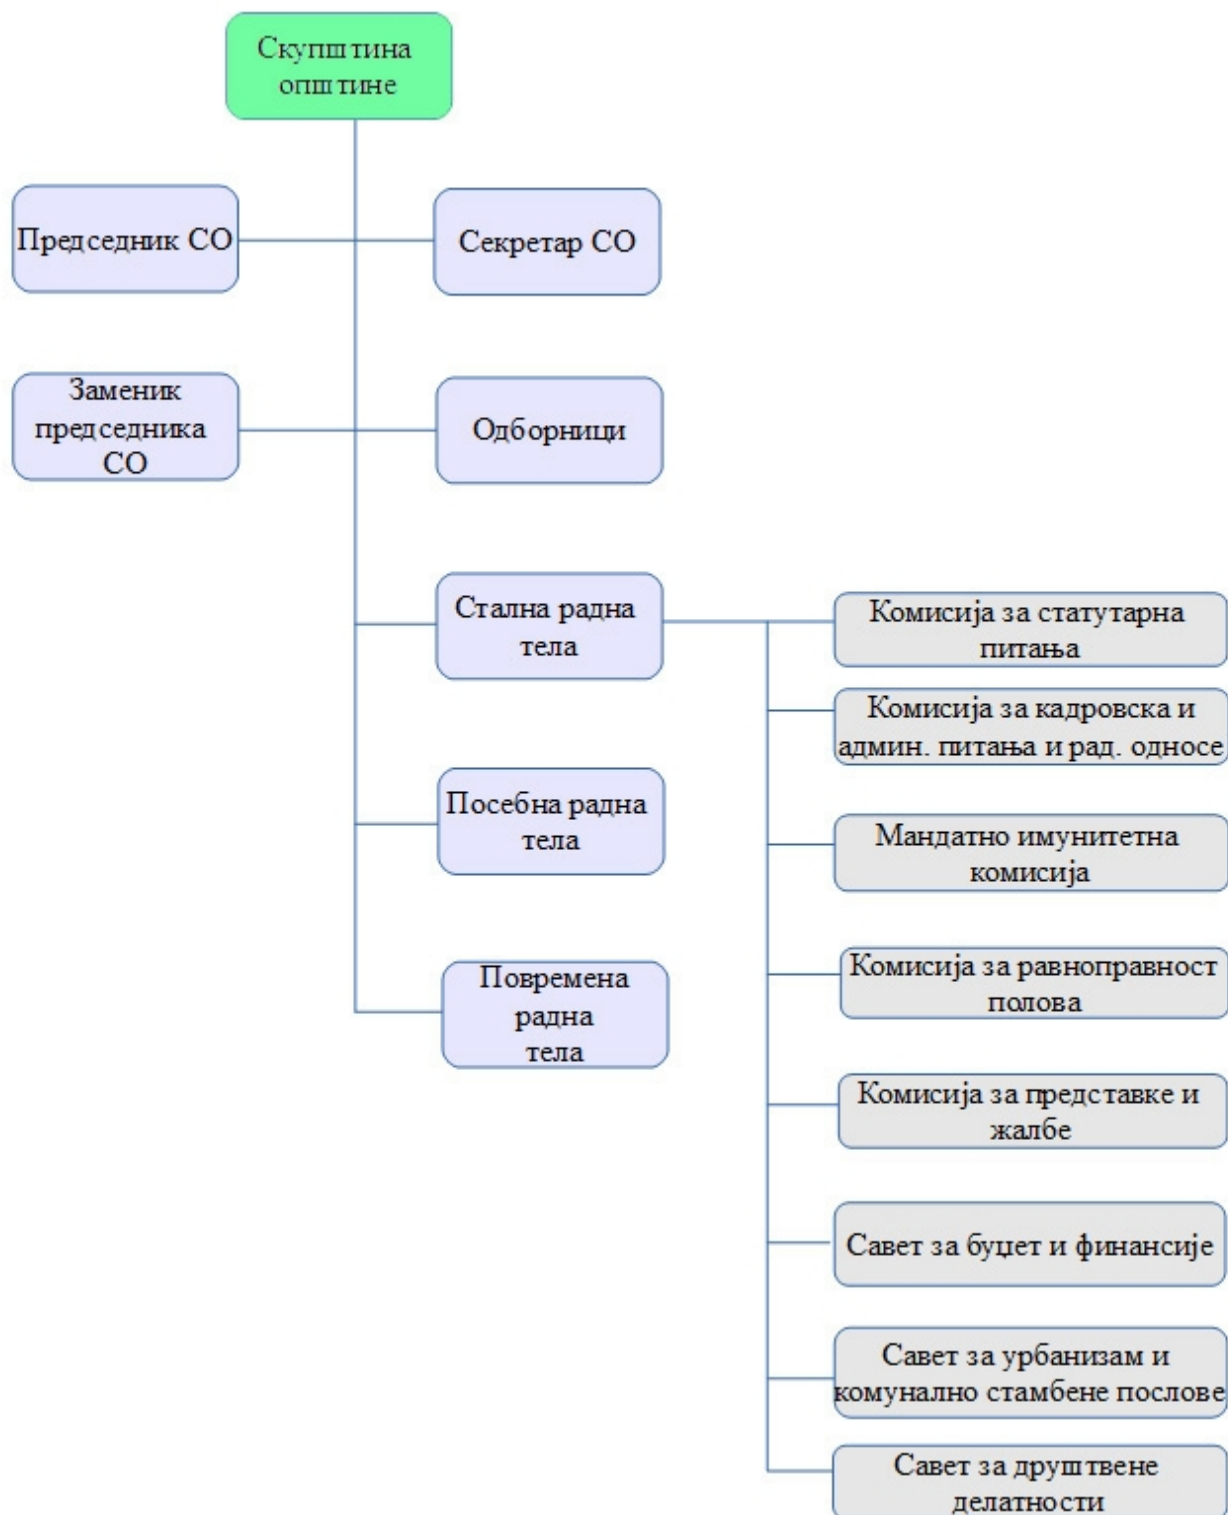 Скупштина
општине
Председник СО
Секретар СО
Заменик
председника
СО
Одборници
Стална радна
тела
Посебна радна
тела
Повремена
радна
тела
Комисија за статутарна
питања
Комисија за кадровска и
админ. питања и рад. односе
Мандатно имунитетна
комисија
Комисија за равноправност
полова
Комисија за представке и
жалбе
Савет за буџет и финансије
Савет за урбанизам и
комунално стамбене послове
Савет за друштвене
делатности